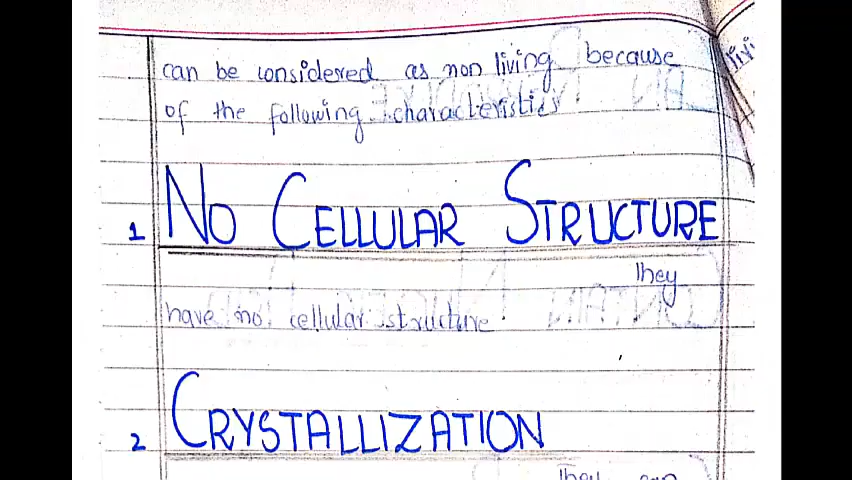 can be considered as non living because
of the following characteristics
1 NO CELLULAR STRUCTURE
They
have no cellular structure.
2 CRYSTALLIZATION
They can